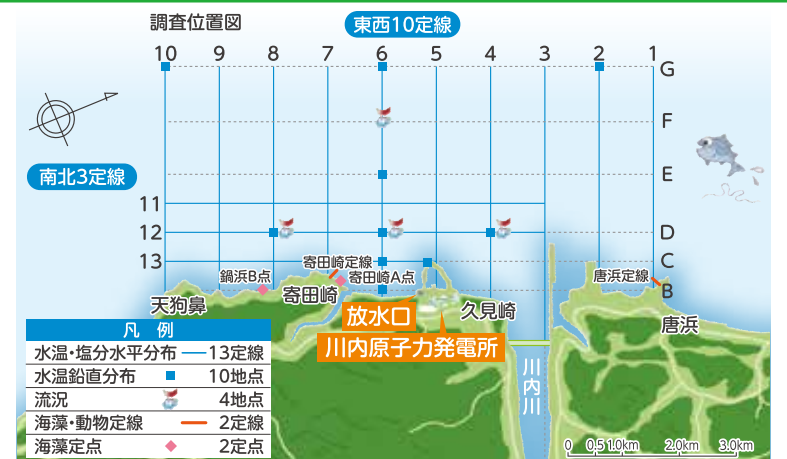 調査位置図
東西10定線
10 9 8 7 6 5 4 3 2 1
G
F
E
南北3定線
11
12
D
13
C
寄田崎定線
鍋浜B点
寄田崎A点
唐浜定線
B
天狗鼻
寄田崎
放水口
久見崎
唐浜
川内原子力発電所
川内川
凡 例
水温・塩分水平分布 13定線
水温鉛直分布 10地点
流況 4地点
海藻・動物定線 2定線
海藻定点 2定点
0 0.5 1.0km 2.0km 3.0km